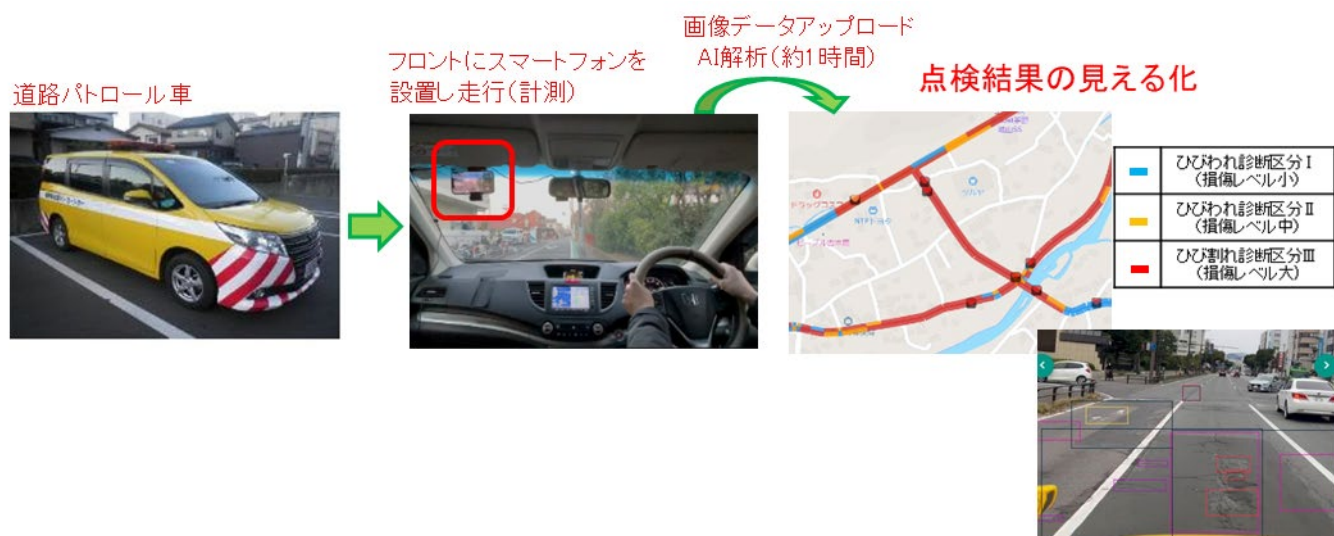 道路パトロール車
フロントにスマートフォンを
設置し走行(計測)
画像データアップロード
AI解析(約1時間)
点検結果の見える化
ひびわれ診断区分Ⅰ
(損傷レベル小)
ひびわれ診断区分Ⅱ
(損傷レベル中)
ひび割れ診断区分Ⅲ
(損傷レベル大)